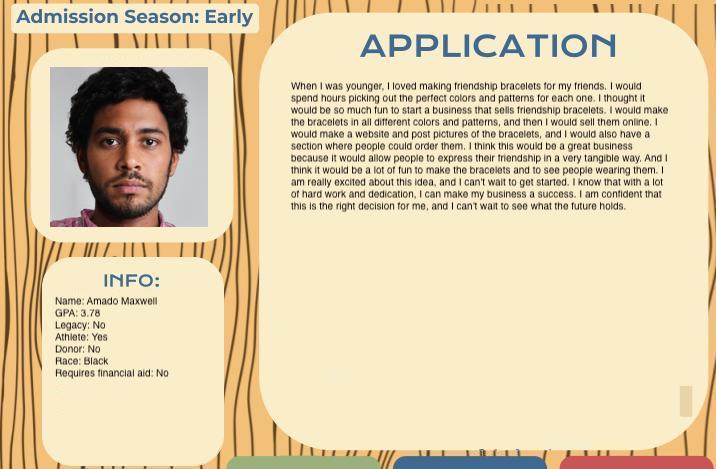 Admission Season: Early
APPLICATION
When I was younger, I loved making friendship bracelets for my friends. I would
spend hours picking out the perfect colors and patterns for each one. I thought it
would be so much fun to start a business that sells friendship bracelets. I would make
the bracelets in all different colors and patterns, and then I would sell them online. I
would make a website and post pictures of the bracelets, and I would also have a
section where people could order them. I think this would be a great business
because it would allow people to express their friendship in a very tangible way. And I
think it would be a lot of fun to make the bracelets and to see people wearing them. I
am really excited about this idea, and I can't wait to get started. I know that with a lot
of hard work and dedication, I can make my business a success. I am confident that
this is the right decision for me, and I can't wait to see what the future holds.
INFO:
Name: Amado Maxwell
GPA: 3.78
Legacy: No
Athlete: Yes
Donor: No
Race: Black
Requires financial aid: No